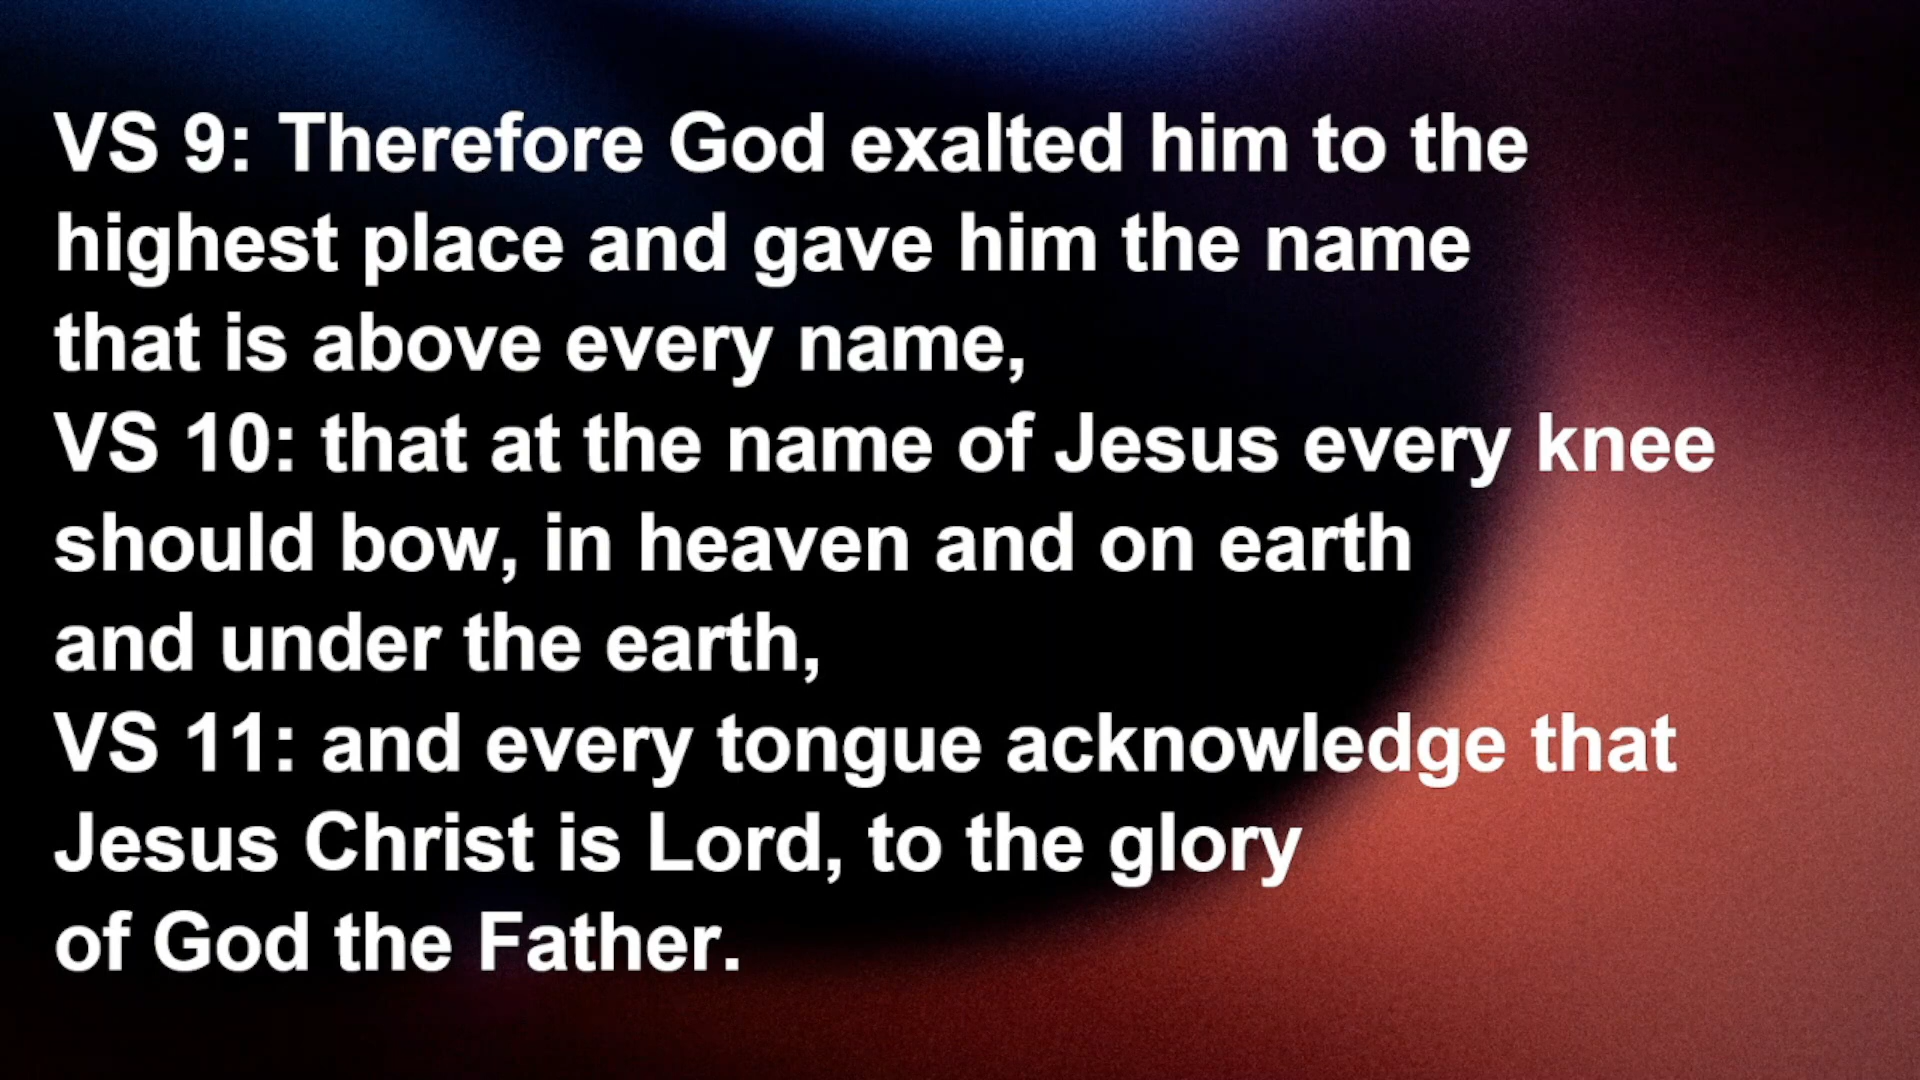 VS 9: Therefore God exalted him to the
highest place and gave him the name
that is above every name,
VS 10: that at the name of Jesus every knee
should bow, in heaven and on earth
and under the earth,
VS 11: and every tongue acknowledge that
Jesus Christ is Lord, to the glory
of God the Father.